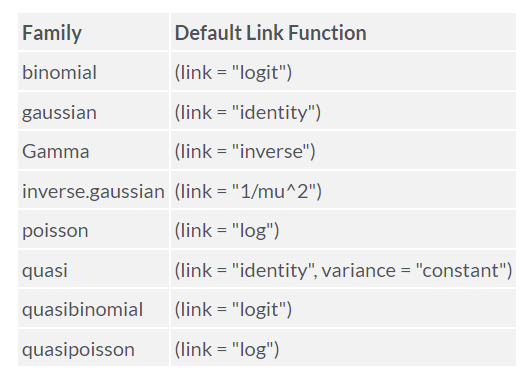 Family Default Link Function
binomial (link = "logit")
gaussian (link = "identity")
Gamma (link = "inverse")
inverse.gaussian (link = "1/mu^2")
poisson (link = "log")
quasi (link = "identity", variance = "constant")
quasibinomial (link = "logit")
quasipoisson (link = "log")